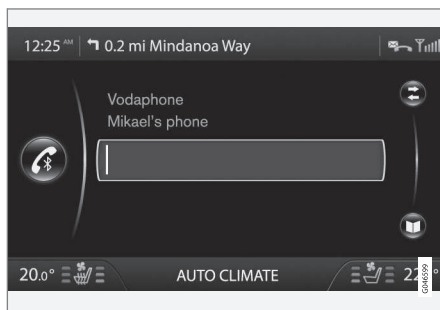 12:25 AM 0.2 mi Mindanoa Way
Vodaphone
Mikael's phone
20.0° AUTO CLIMATE 22 °
G046599